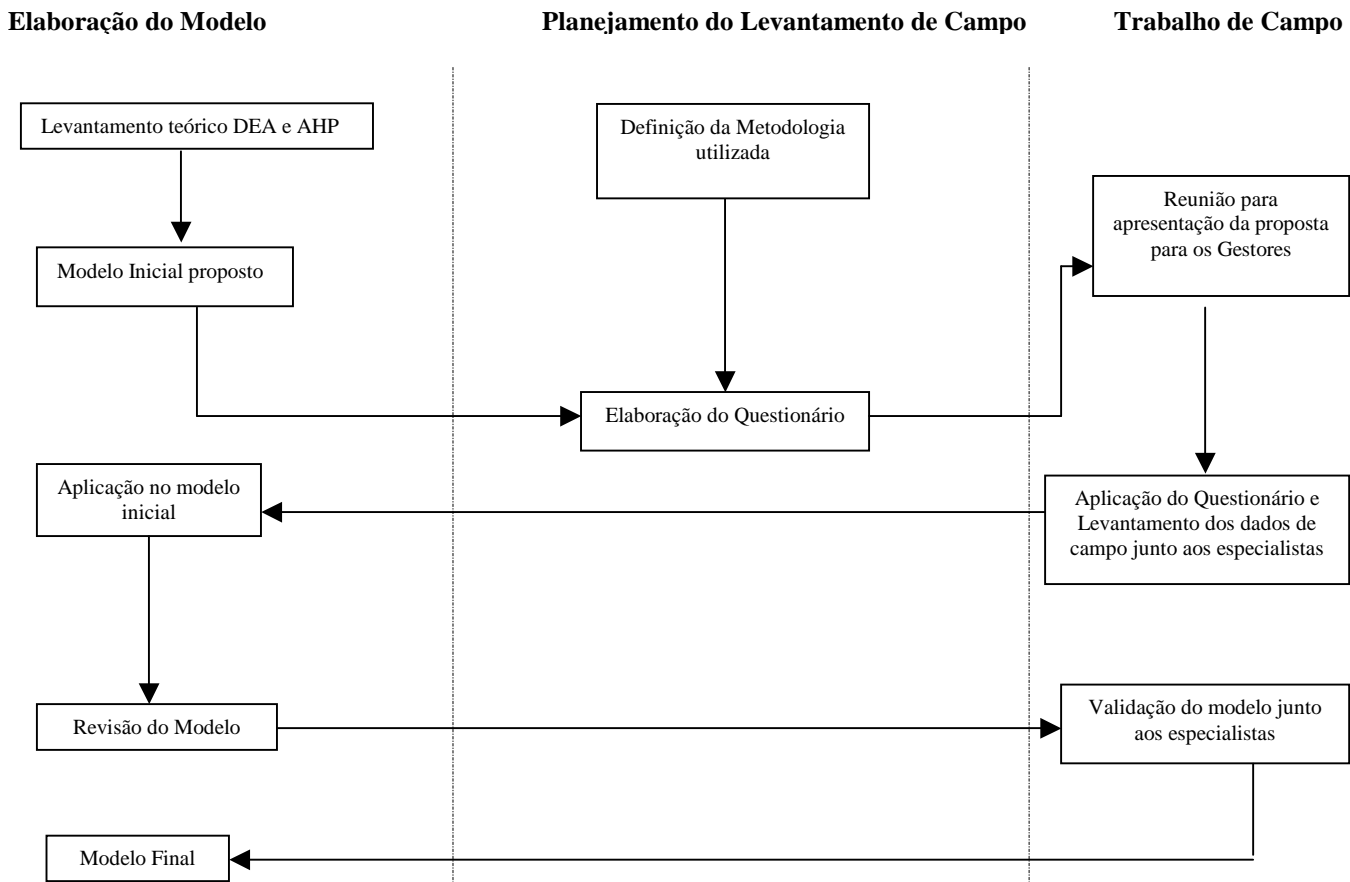 Elaboração do Modelo
Planejamento do Levantamento de Campo
Trabalho de Campo
Levantamento teórico DEA e AHP
Definição da Metodologia
utilizada
Reunião para
apresentação da proposta
para os Gestores
Modelo Inicial proposto
Elaboração do Questionário
Aplicação no modelo
inicial
Aplicação do Questionário e
Levantamento dos dados de
campo junto aos especialistas
Revisão do Modelo
Validação do modelo junto
aos especialistas
Modelo Final